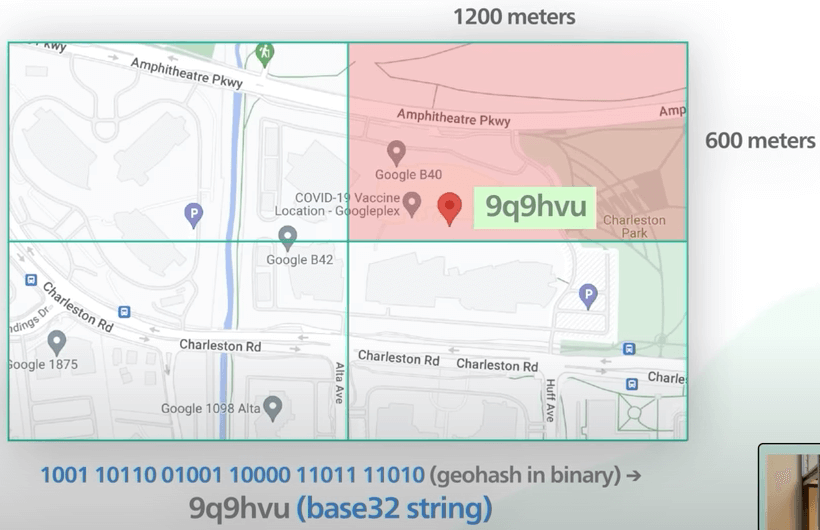 1200 meters
kwy
Amphitheatre Pkwy
Amphitheatre Pkwy
Amp
600 meters
Google B40
COVID-19 Vaccine
Location - Googleplex
9q9hvu
Charleston
Park
P
Google B42
P
Charleston Rd
ndings Dr
Charleston Rd
Charleston Rd
Charleston Rd
Charle
Google 1875
Alta Ave
Huff Ave
Google 1098 Alta
1001 10110 01001 10000 11011 11010 (geohash in binary) →
9q9hvu (base32 string)